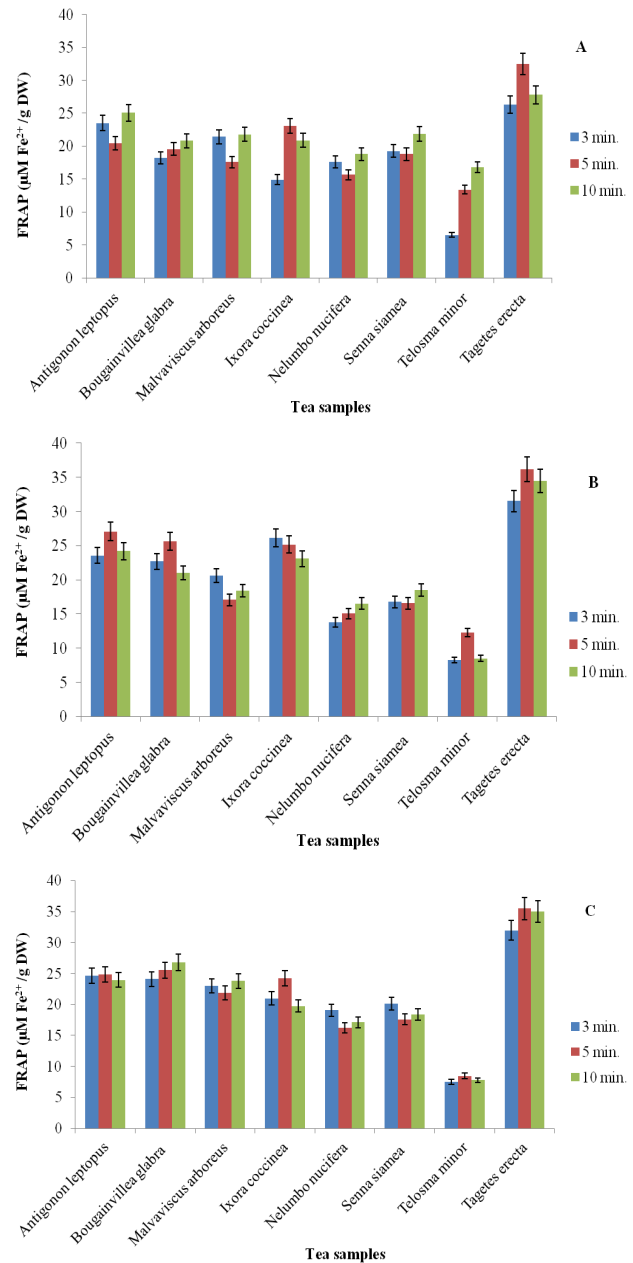 A
FRAP (µM Fe²⁺ /g DW)
40
35
30
25
20
15
10
5
0
3 min.
5 min.
10 min.
Antigonon leptopus
Bougainvillea glabra
Malvaviscus arboreus
Ixora coccinea
Nelumbo nucifera
Senna siamea
Telosma minor
Tagetes erecta
Tea samples
B
FRAP (µM Fe²⁺ /g DW)
40
35
30
25
20
15
10
5
0
3 min.
5 min.
10 min.
Antigonon leptopus
Bougainvillea glabra
Malvaviscus arboreus
Ixora coccinea
Nelumbo nucifera
Senna siamea
Telosma minor
Tagetes erecta
Tea samples
C
FRAP (µM Fe²⁺ /g DW)
40
35
30
25
20
15
10
5
0
3 min.
5 min.
10 min.
Antigonon leptopus
Bougainvillea glabra
Malvaviscus arboreus
Ixora coccinea
Nelumbo nucifera
Senna siamea
Telosma minor
Tagetes erecta
Tea samples